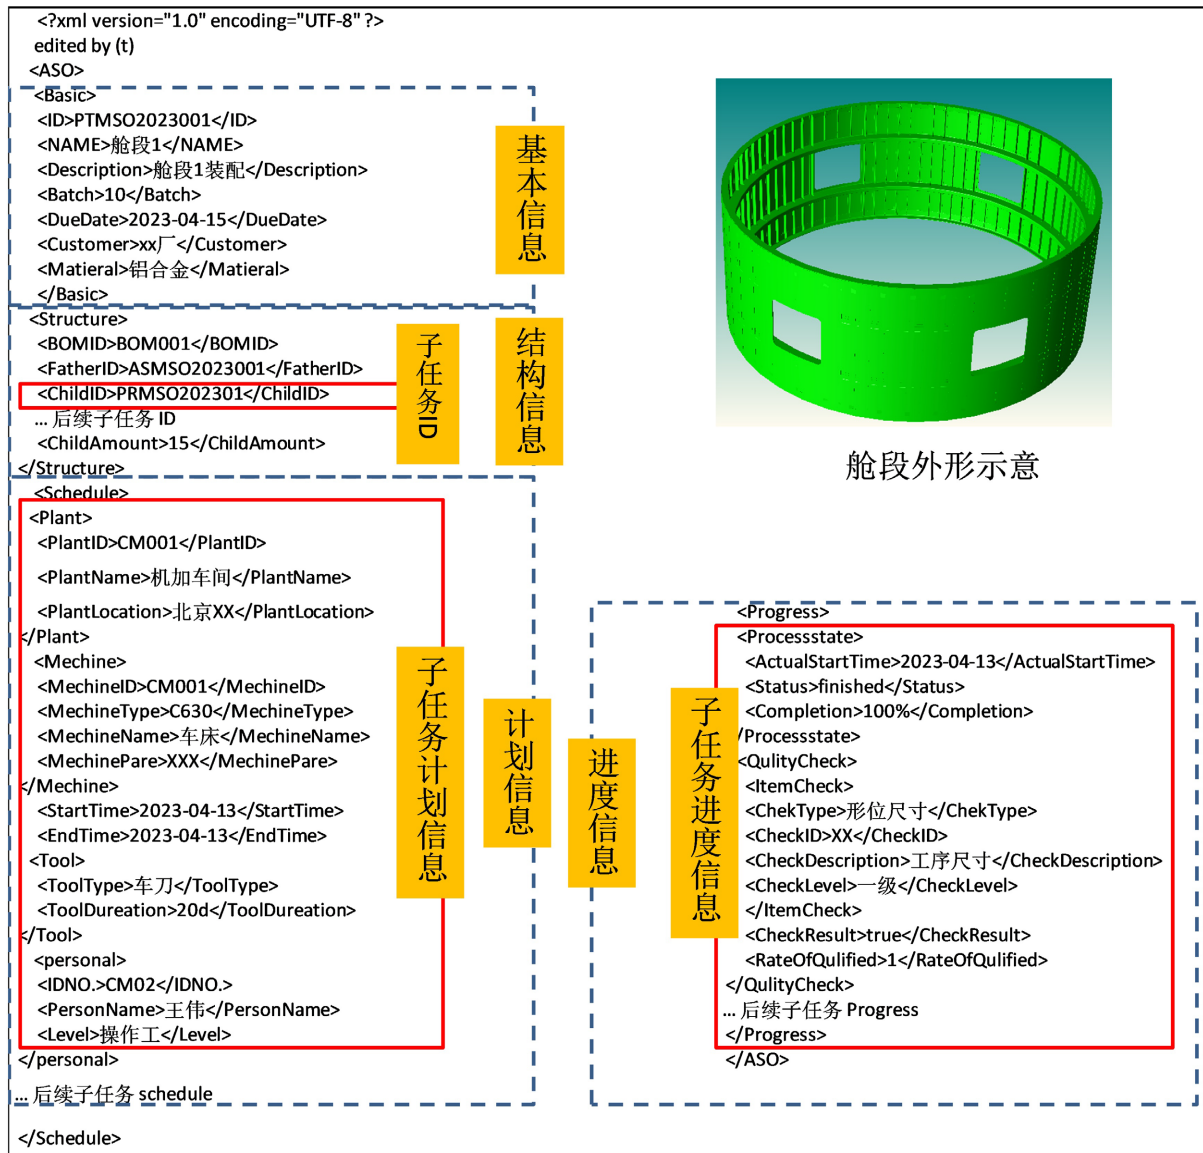 <?xml version="1.0" encoding="UTF-8" ?>
edited by (t)
<ASO>
<Basic>
<ID>PTMSO2023001</ID>
<NAME>舱段1</NAME>
<Description>舱段1装配</Description>
<Batch>10</Batch>
<DueDate>2023-04-15</DueDate>
<Customer>xx厂</Customer>
<Matieral>铝合金</Matieral>
</Basic>
基本信息
<Structure>
<BOMID>BOM001</BOMID>
<FatherID>ASMSO2023001</FatherID>
<ChildID>PRMSO202301</ChildID>
... 后续子任务 ID
<ChildAmount>15</ChildAmount>
</Structure>
子任务ID
结构信息
舱段外形示意
<Schedule>
<Plant>
<PlantID>CM001</PlantID>
<PlantName>机加车间</PlantName>
<PlantLocation>北京XX</PlantLocation>
</Plant>
<Mechine>
<MechineID>CM001</MechineID>
<MechineType>C630</MechineType>
<MechineName>车床</MechineName>
<MechinePare>XXX</MechinePare>
</Mechine>
<StartTime>2023-04-13</StartTime>
<EndTime>2023-04-13</EndTime>
<Tool>
<ToolType>车刀</ToolType>
<ToolDureation>20d</ToolDureation>
</Tool>
<personal>
<IDNO.>CM02</IDNO.>
<PersonName>王伟</PersonName>
<Level>操作工</Level>
</personal>
... 后续子任务 schedule
</Schedule>
子任务计划信息
计划信息
进度信息
子任务进度信息
<Progress>
<Processstate>
<ActualStartTime>2023-04-13</ActualStartTime>
<Status>finished</Status>
<Completion>100%</Completion>
</Processstate>
<QulityCheck>
<ItemCheck>
<ChekType>形位尺寸</ChekType>
<CheckID>XX</CheckID>
<CheckDescription>工序尺寸</CheckDescription>
<CheckLevel>一级</CheckLevel>
</ItemCheck>
<CheckResult>true</CheckResult>
<RateOfQulified>1</RateOfQulified>
</QulityCheck>
... 后续子任务 Progress
</Progress>
</ASO>